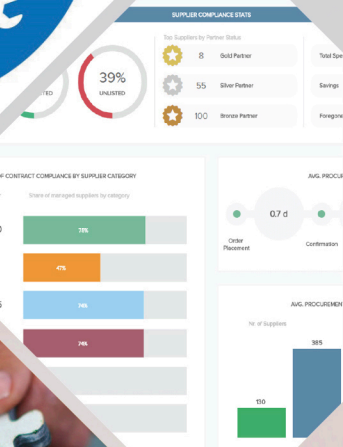 SUPPLIER COMPLIANCE STATS
Top Suppliers by Partner Status
8 Gold Partner
Total Spe
39%
UNLISTED
TED
55 Silver Partner
Savings
100 Bronze Partner
Foregone
OF CONTRACT COMPLIANCE BY SUPPLIER CATEGORY
Share of managed suppliers by category
AVG. PROCUR
75%
0.7 d
47%
Order
Placement
Confirmation
74%
AVG. PROCUREMEN
Nr. of Suppliers
74%
385
130